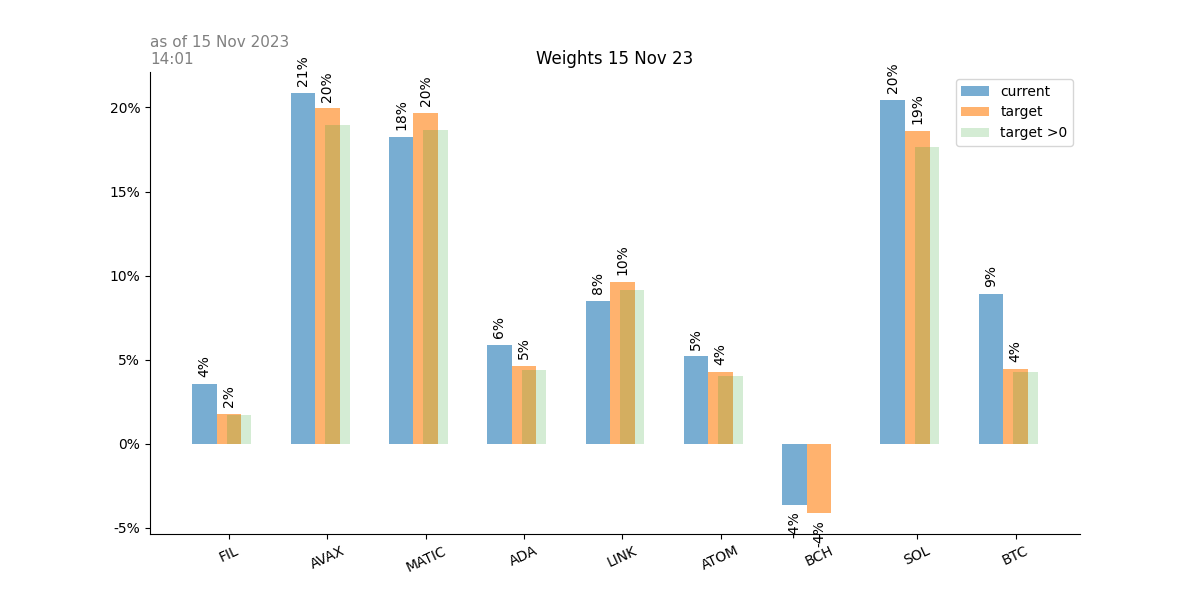 as of 15 Nov 2023
14:01
Weights 15 Nov 23
current
target
target >0
20%
15%
10%
5%
0%
-5%
4%
2%
21%
20%
18%
20%
6%
5%
8%
10%
5%
4%
-4%
-4%
20%
19%
9%
4%
FIL
AVAX
MATIC
ADA
LINK
ATOM
BCH
SOL
BTC